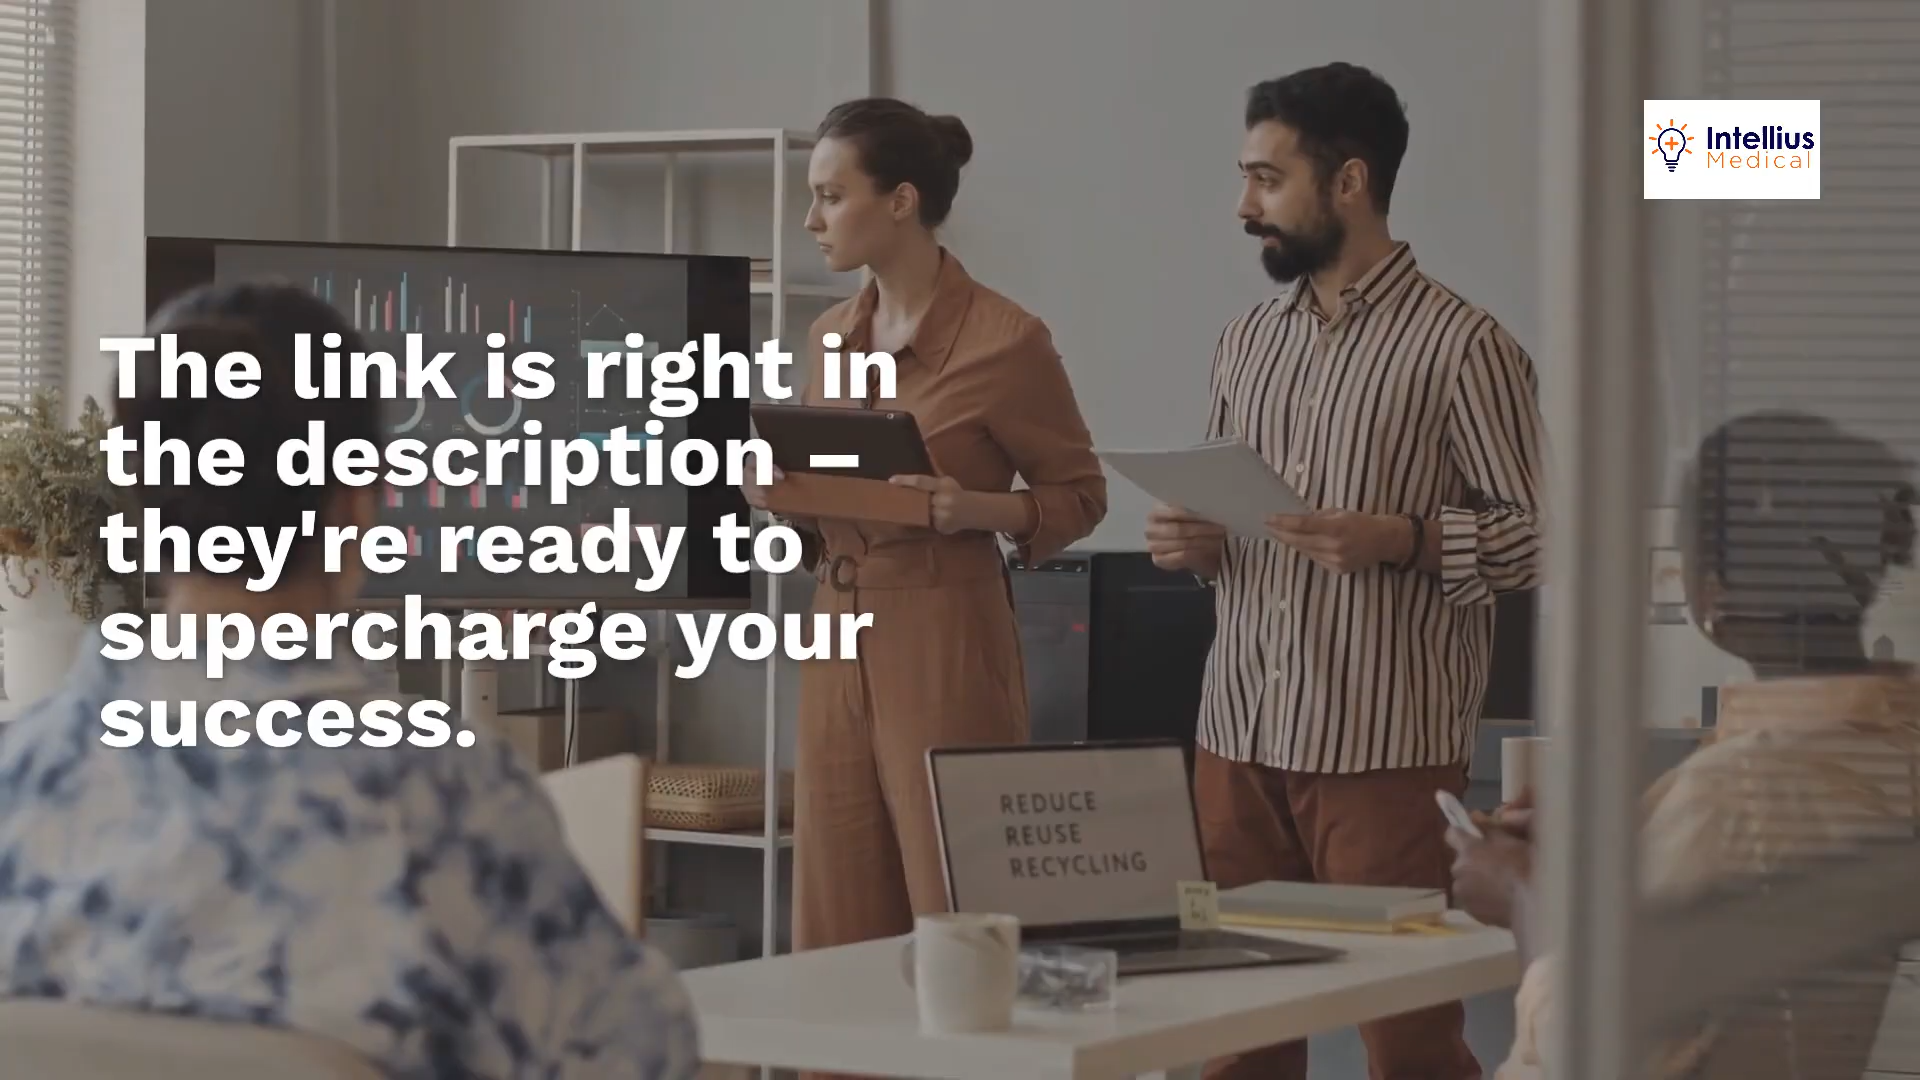 Intellius
Medical
The link is right in
the description –
they're ready to
supercharge your
success.
REDUCE
REUSE
RECYCLING